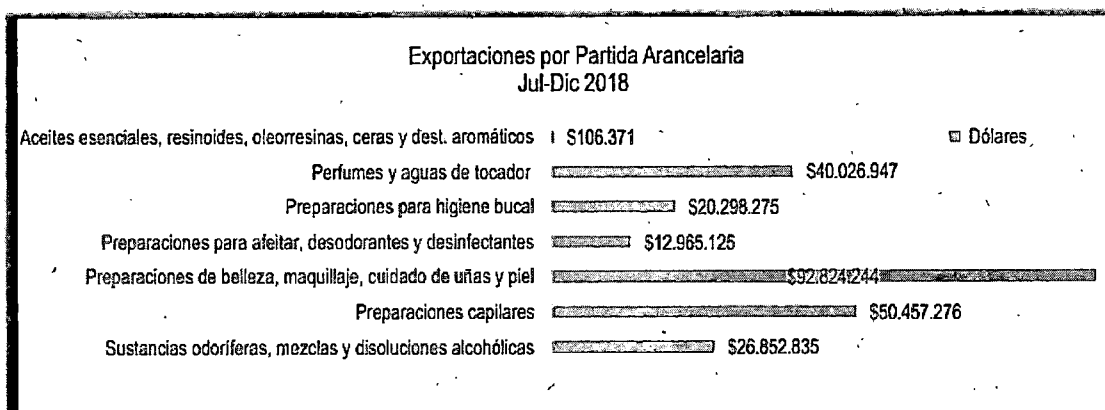 Exportaciones por Partida Arancelaria
Jul-Dic 2018
Aceites esenciales, resinoides, oleorresinas, ceras y dest. aromáticos $106.371
Dólares
Perfumes y aguas de tocador $40.026.947
Preparaciones para higiene bucal $20.298.275
Preparaciones para afeitar, desodorantes y desinfectantes $12.965.125
Preparaciones de belleza, maquillaje, cuidado de uñas y piel $92.824.244
Preparaciones capilares $50.457.276
Sustancias odoríferas, mezclas y disoluciones alcohólicas $26.852.835